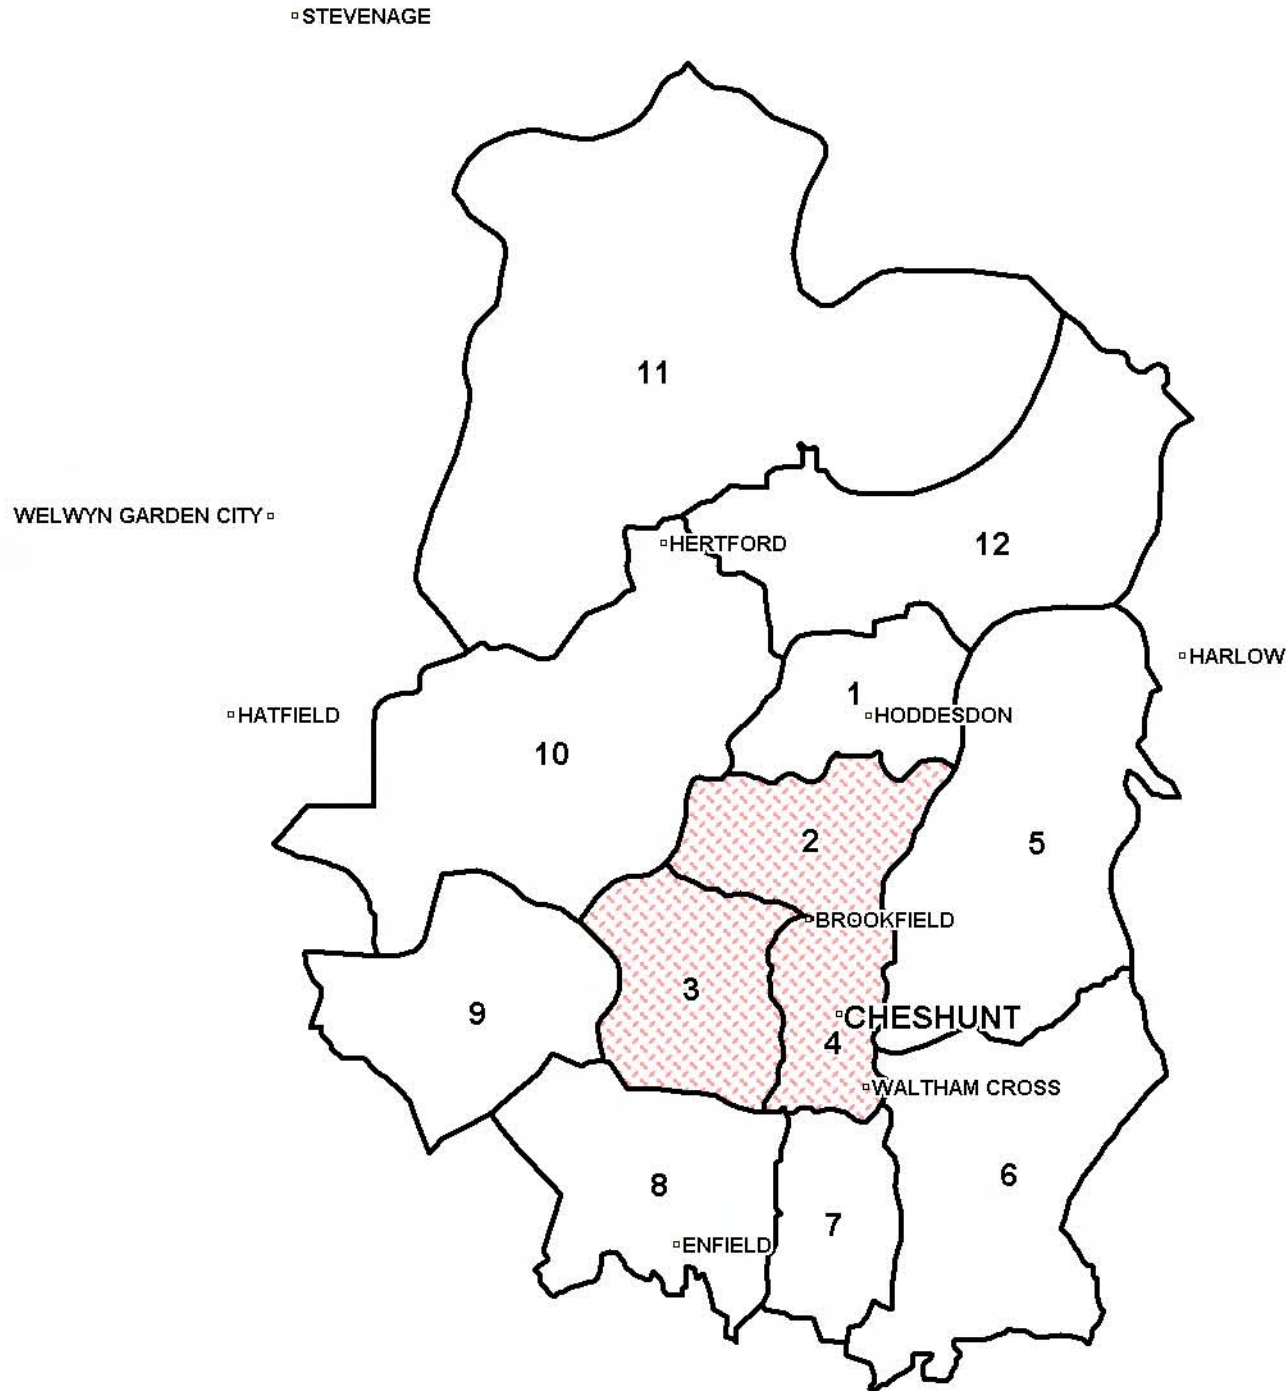 STEVENAGE
11
WELWYN GARDEN CITY
HERTFORD
12
HARLOW
1
HATFIELD
HODDESDON
10
2
5
BROOKFIELD
3
9
CHESHUNT
4
WALTHAM CROSS
6
8
7
ENFIELD